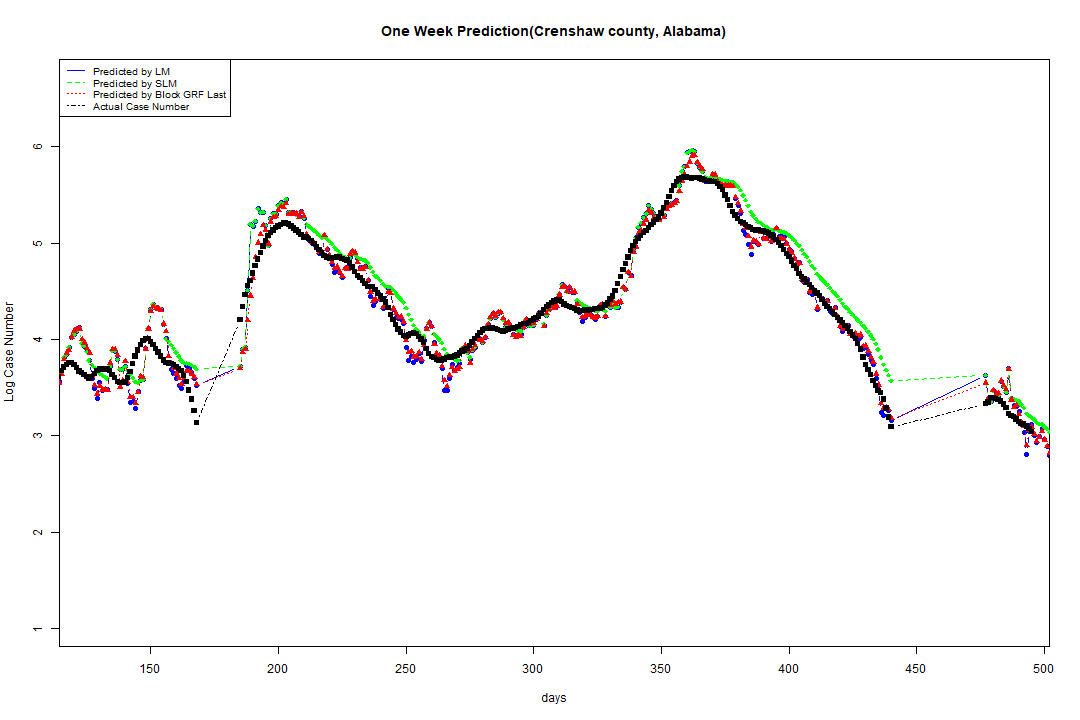 One Week Prediction(Crenshaw county, Alabama)
Predicted by LM
Predicted by SLM
Predicted by Block GRF Last
Actual Case Number
6
5
4
3
2
1
Log Case Number
150 200 250 300 350 400 450 500
days